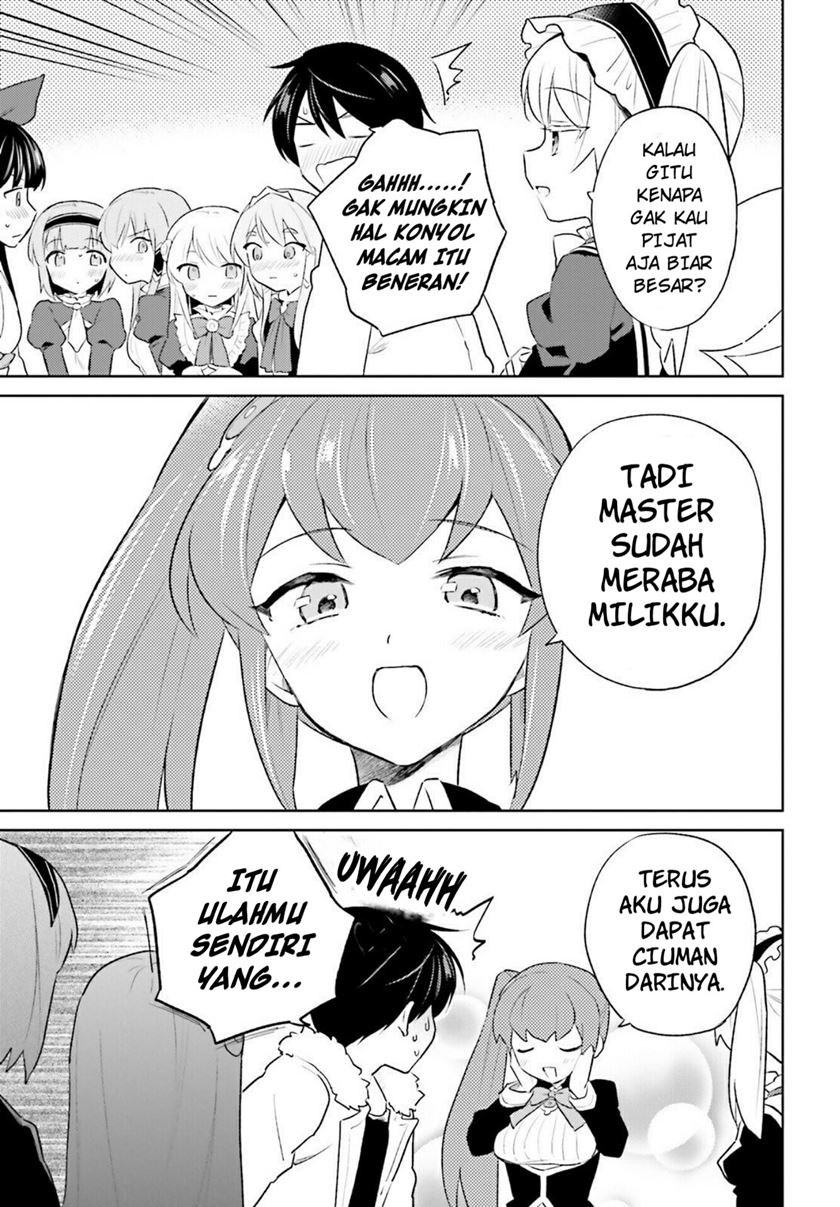 KALAU
GITU
KENAPA
GAK KAU
PIJAT
AJA BIAR
BESAR?
GAHHH.....!
GAK MUNGKIN
HAL KONYOL
MACAM ITU
BENERAN!
TADI
MASTER
SUDAH
MERABA
MILIKKU.
TERUS
AKU JUGA
DAPAT
CIUMAN
DARINYA.
UWAAHH
ITU
ULAHMU
SENDIRI
YANG...